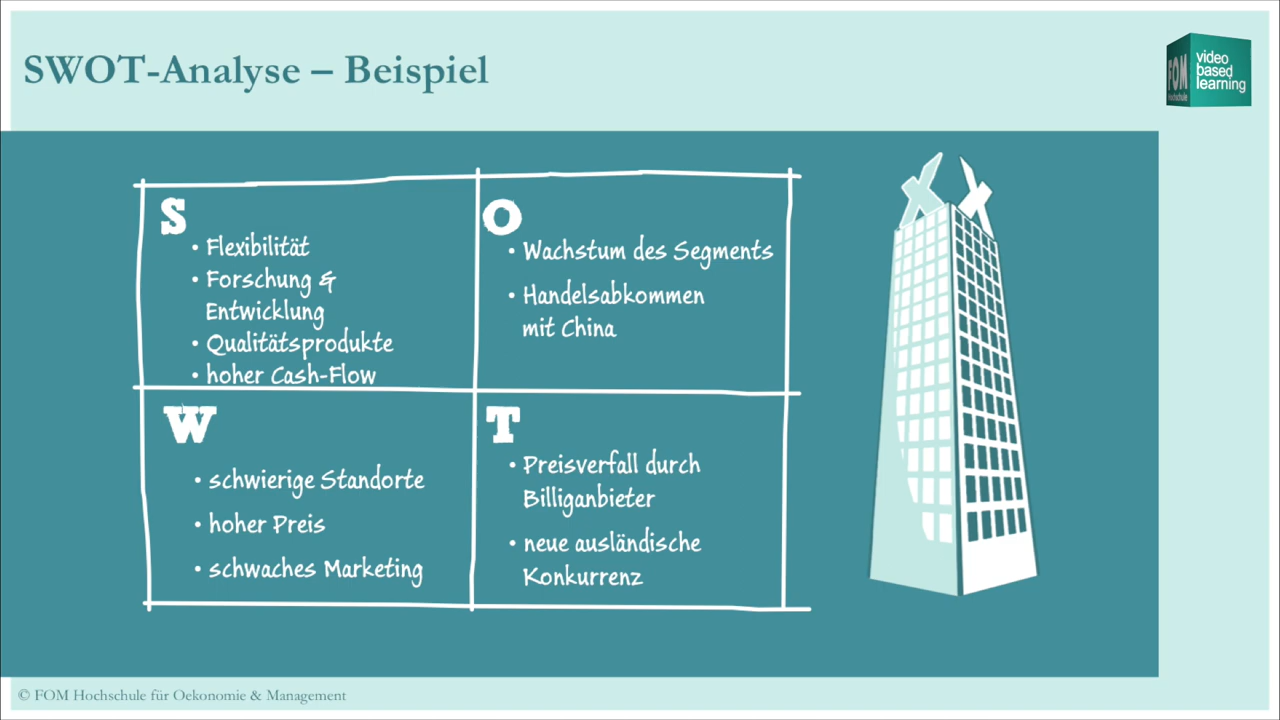 SWOT-Analyse – Beispiel
FOM
Hochschule
video
based
learning
S
• Flexibilität
• Forschung &
Entwicklung
• Qualitätsprodukte
• hoher Cash-Flow
O
• Wachstum des Segments
• Handelsabkommen
mit China
W
• schwierige Standorte
• hoher Preis
• schwaches Marketing
T
• Preisverfall durch
Billiganbieter
• neue ausländische
Konkurrenz
© FOM Hochschule für Oekonomie & Management